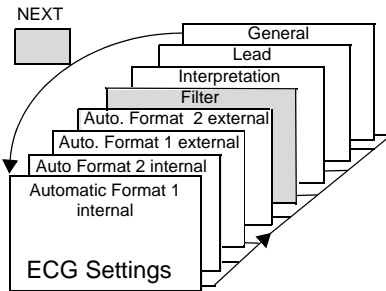 NEXT
General
Lead
Interpretation
Filter
Auto. Format 2 external
Auto. Format 1 external
Auto Format 2 internal
Automatic Format 1
internal
ECG Settings